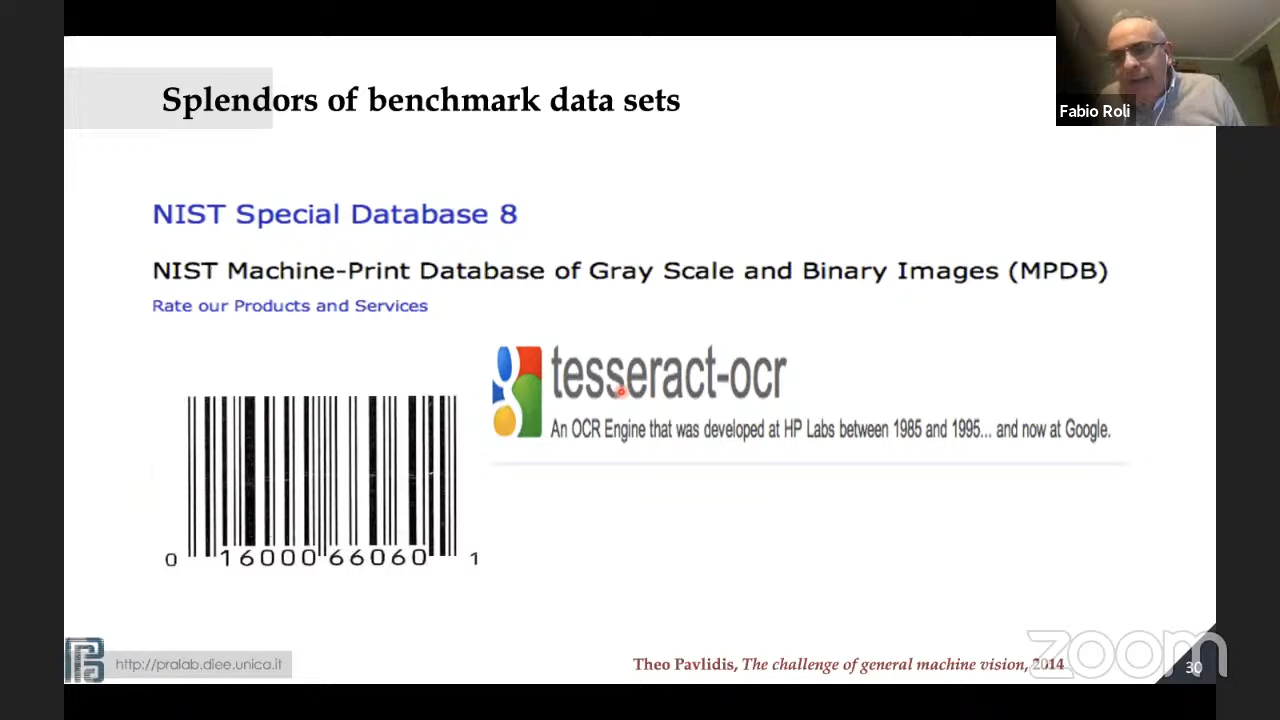 Splendors of benchmark data sets
Fabio Roli
NIST Special Database 8
NIST Machine-Print Database of Gray Scale and Binary Images (MPDB)
Rate our Products and Services
tesseract-ocr
An OCR Engine that was developed at HP Labs between 1985 and 1995... and now at Google.
0 16000 66060 1
http://pralab.diee.unica.it
Theo Pavlidis, The challenge of general machine vision, 2014
zoom
30